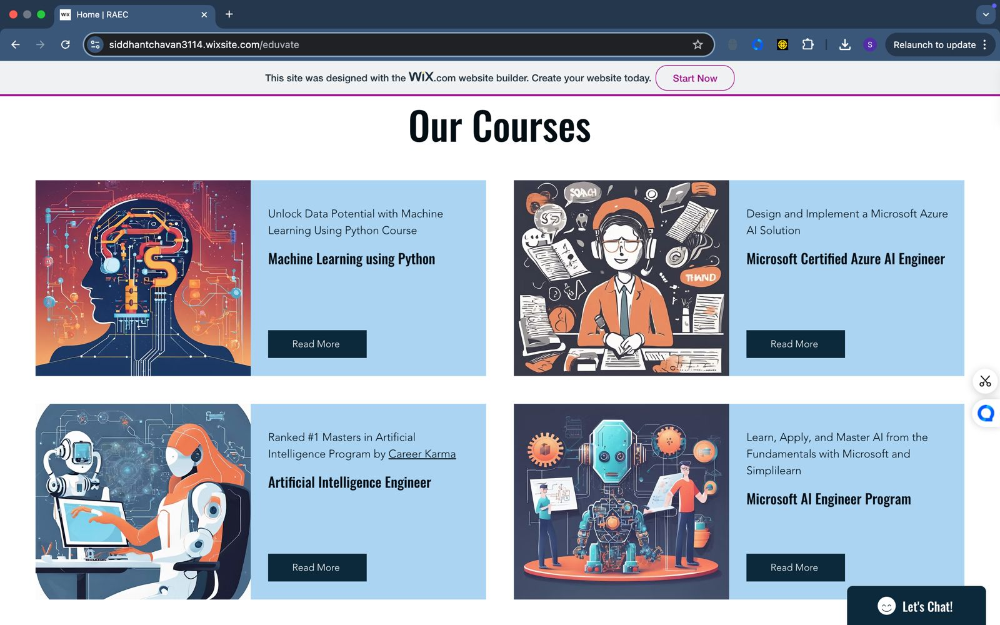 WiX Home | RAEC
siddhantchavan3114.wixsite.com/eduvate
S
Relaunch to update
This site was designed with the WiX.com website builder. Create your website today.
Start Now
Our Courses
Unlock Data Potential with Machine
Learning Using Python Course
Machine Learning using Python
Read More
SOACH
THAND
Design and Implement a Microsoft Azure
AI Solution
Microsoft Certified Azure AI Engineer
Read More
Ranked #1 Masters in Artificial
Intelligence Program by Career Karma
Artificial Intelligence Engineer
Read More
Learn, Apply, and Master AI from the
Fundamentals with Microsoft and
Simplilearn
Microsoft AI Engineer Program
Read More
Let's Chat!